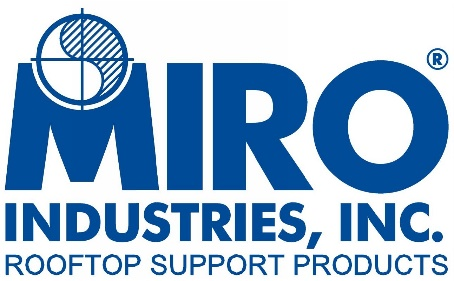 MIRO®
INDUSTRIES, INC.
ROOFTOP SUPPORT PRODUCTS